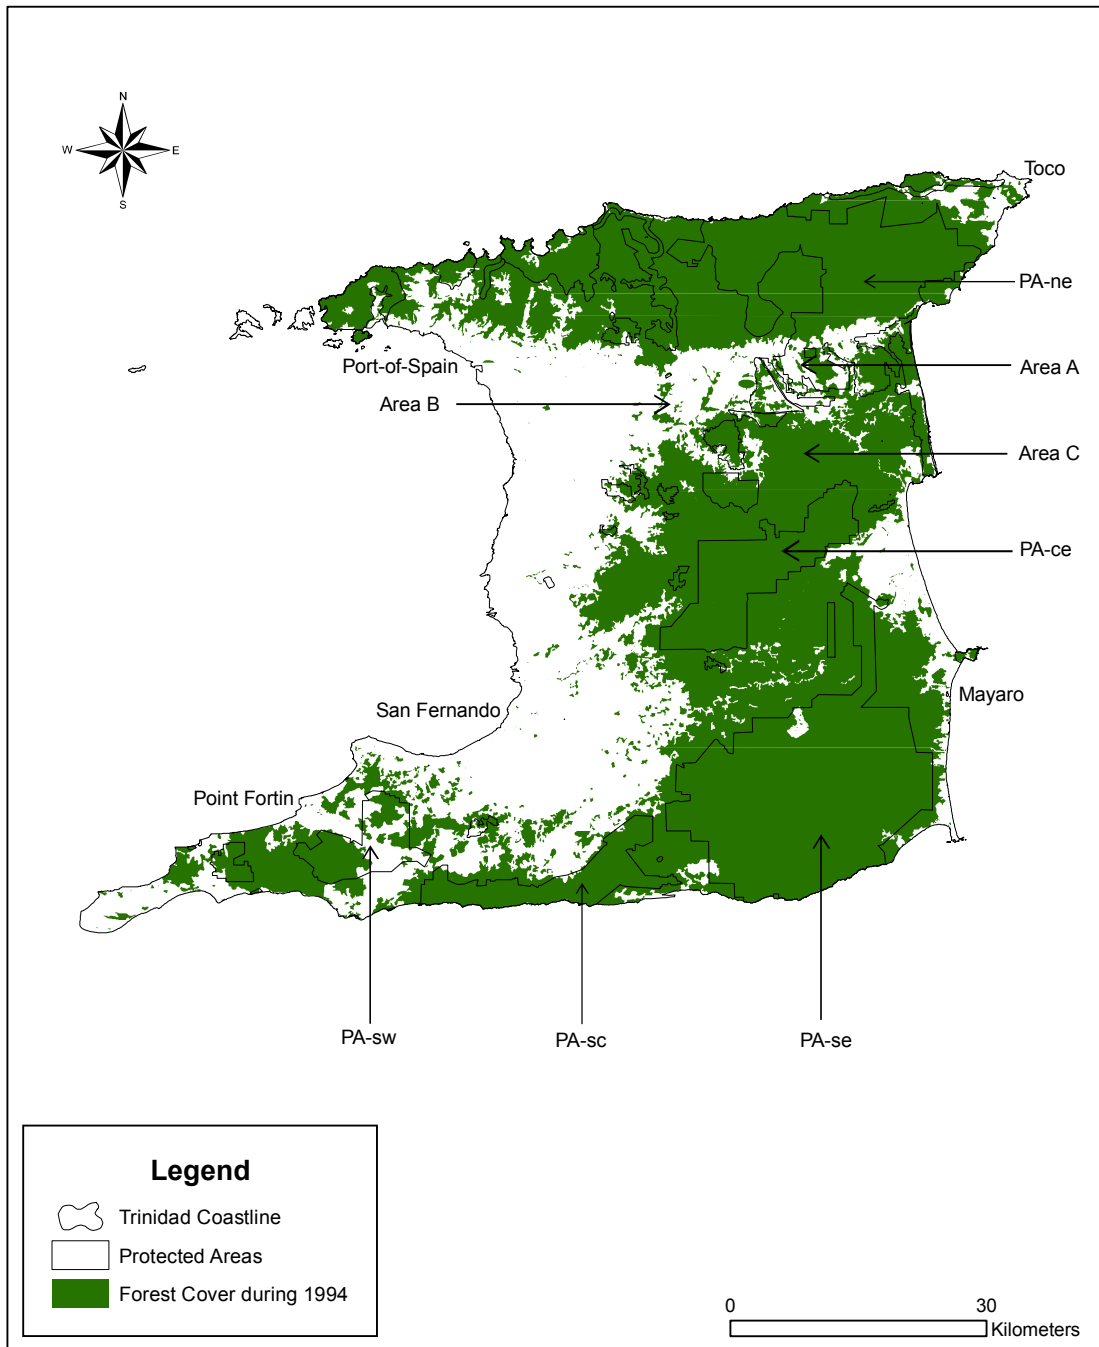 N
W E
S
Toco
PA-ne
Port-of-Spain
Area A
Area B
Area C
PA-ce
Mayaro
San Fernando
Point Fortin
PA-sw
PA-sc
PA-se
Legend
Trinidad Coastline
Protected Areas
Forest Cover during 1994
0 30
Kilometers